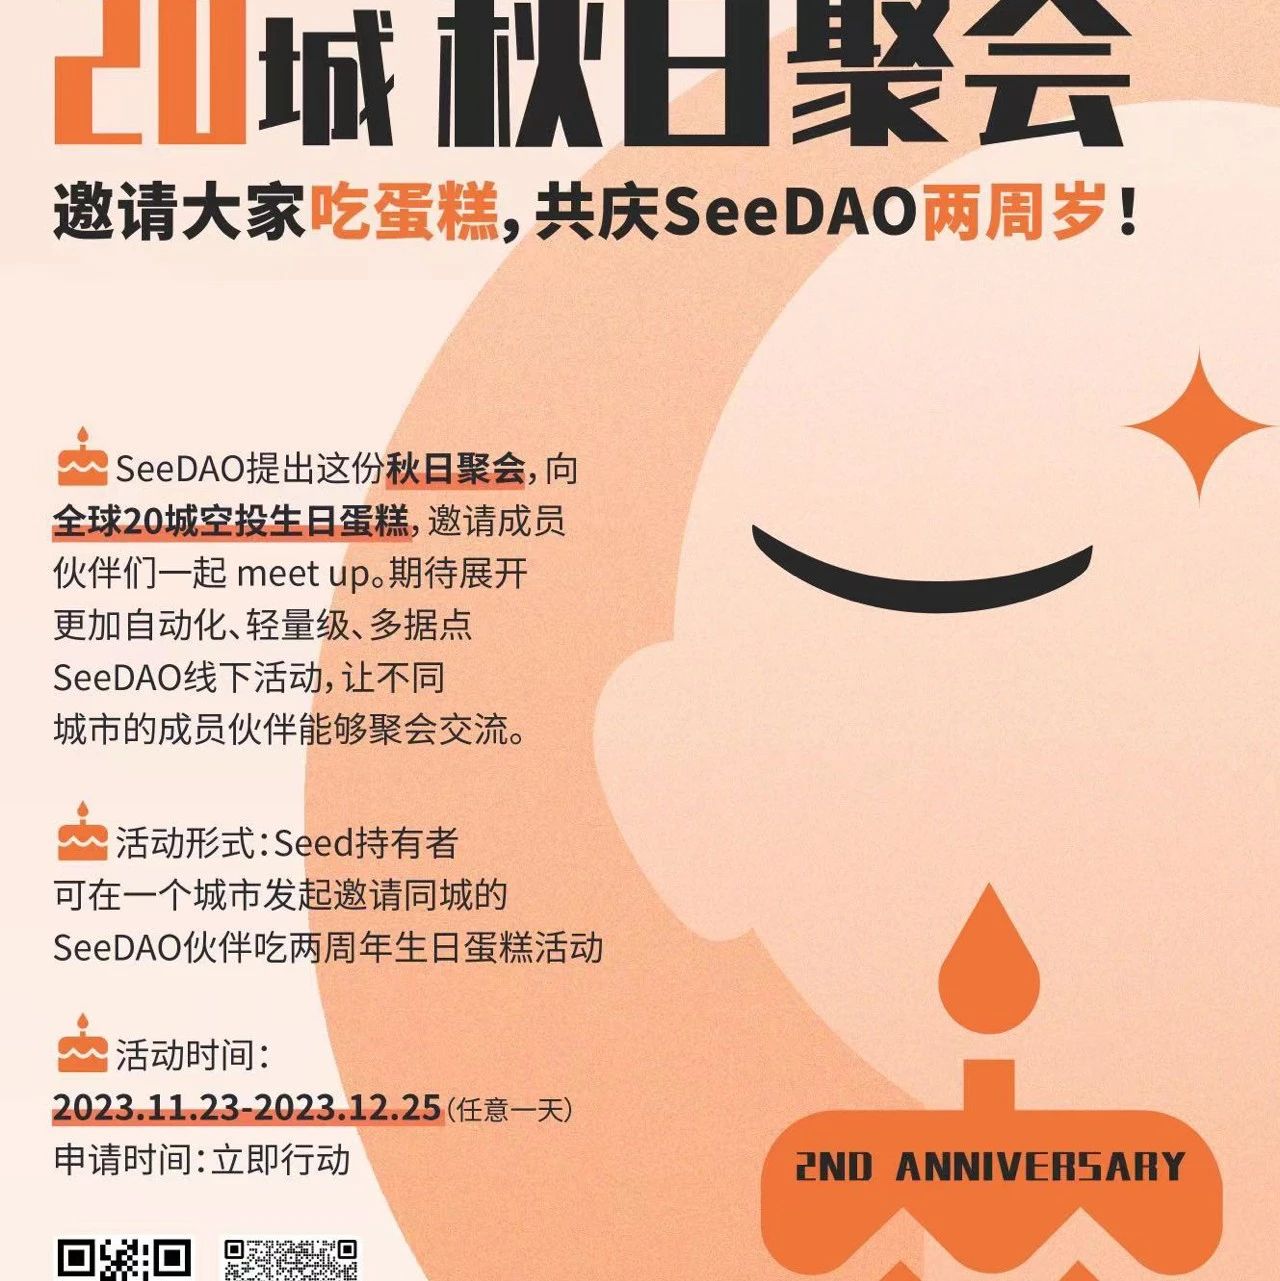 20城 秋日聚会
邀请大家吃蛋糕，共庆SeeDAO两周岁！
SeeDAO提出这份秋日聚会，向
全球20城空投生日蛋糕，邀请成员
伙伴们一起 meet up。期待展开
更加自动化、轻量级、多据点
SeeDAO线下活动，让不同
城市的成员伙伴能够聚会交流。
活动形式：Seed持有者
可在一个城市发起邀请同城的
SeeDAO伙伴吃两周年生日蛋糕活动
活动时间：
2023.11.23-2023.12.25（任意一天）
申请时间：立即行动
2ND ANNIVERSARY